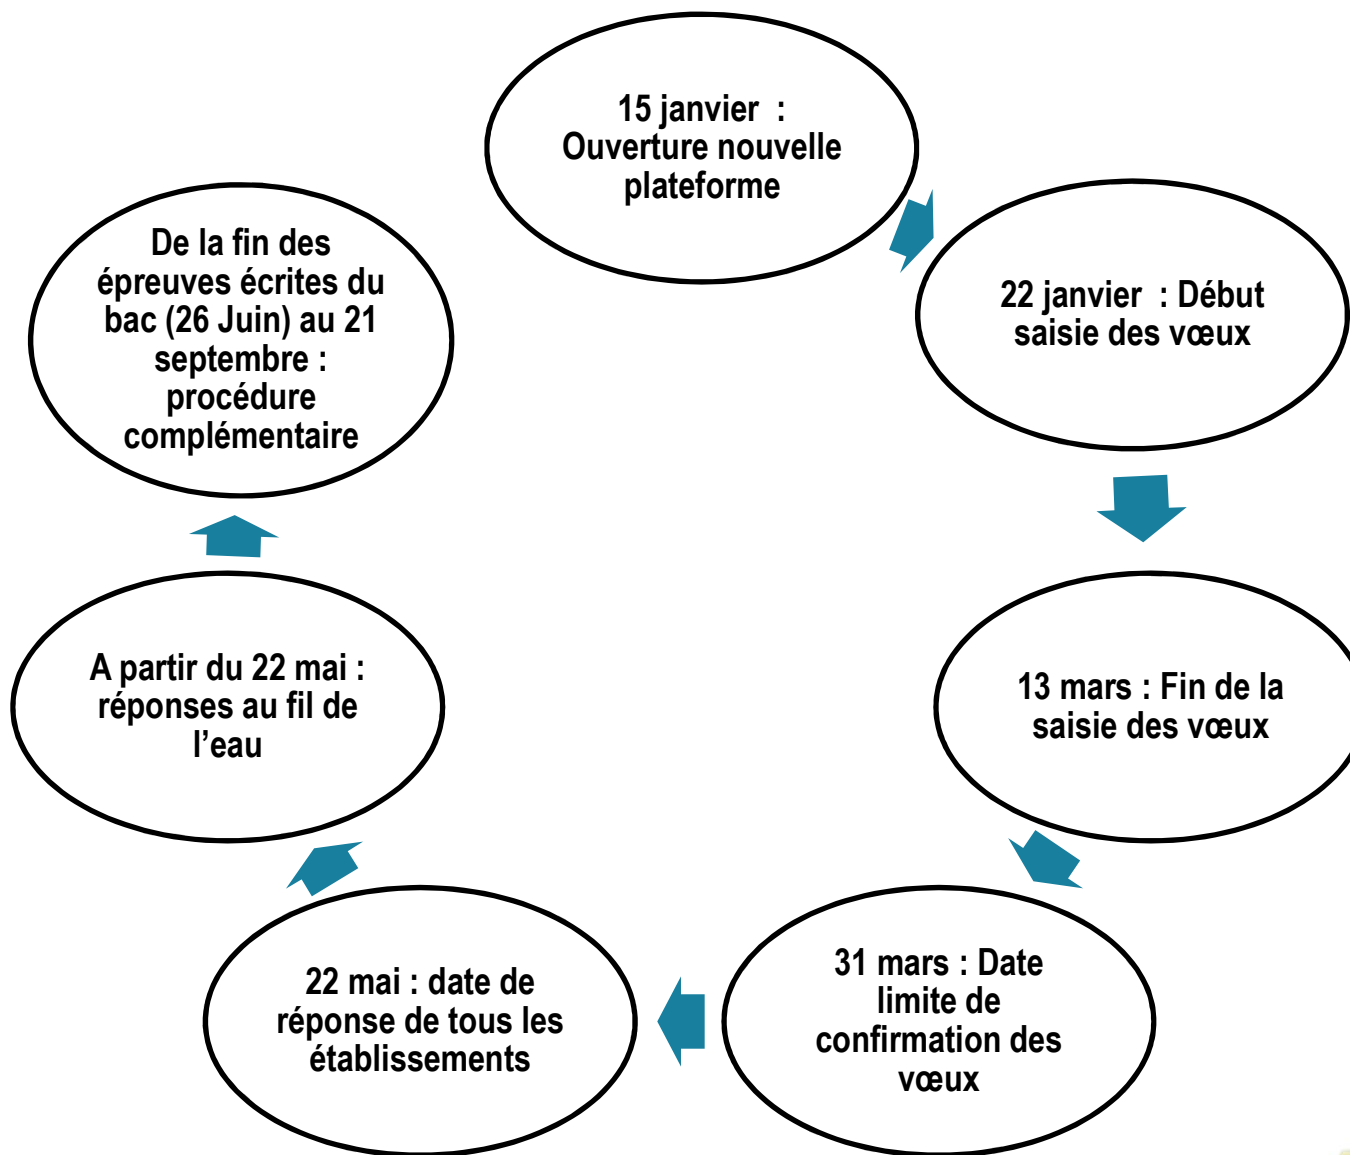 15 janvier  :
Ouverture nouvelle
plateforme
22 janvier  : Début
saisie des vœux
13 mars : Fin de la
saisie des vœux
31 mars : Date
limite de
confirmation des
vœux
22 mai : date de
réponse de tous les
établissements
A partir du 22 mai :
réponses au fil de
l’eau
De la fin des
épreuves écrites du
bac (26 Juin) au 21
septembre :
procédure
complémentaire